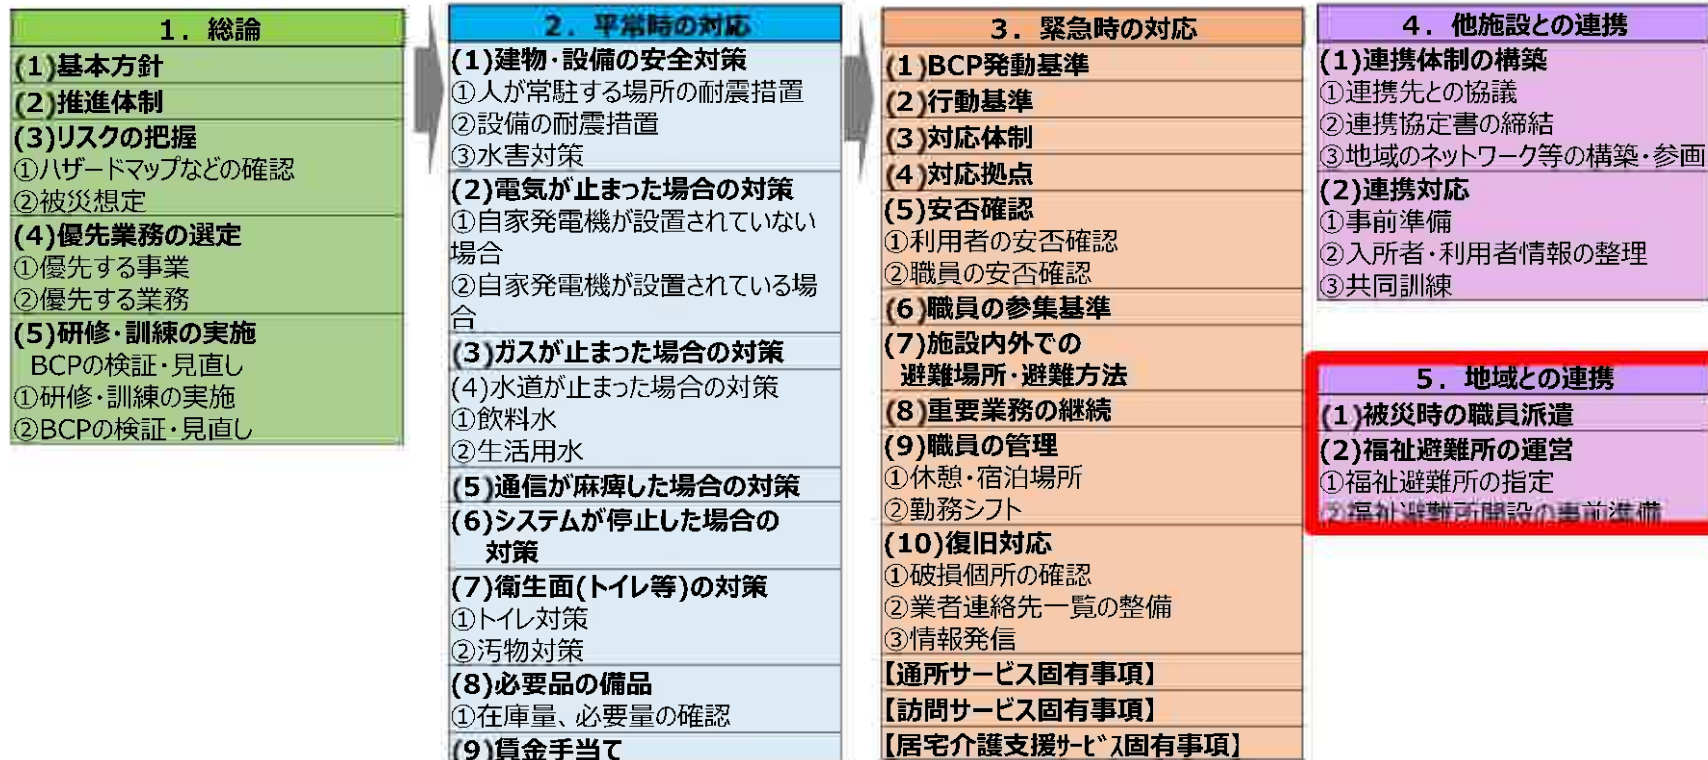 1. 総論
(1)基本方針
(2)推進体制
(3)リスクの把握
①ハザードマップなどの確認
②被災想定
(4)優先業務の選定
①優先する事業
②優先する業務
(5)研修・訓練の実施
BCPの検証・見直し
①研修・訓練の実施
②BCPの検証・見直し
2. 平常時の対応
(1)建物・設備の安全対策
①人が常駐する場所の耐震措置
②設備の耐震措置
③水害対策
(2)電気が止まった場合の対策
①自家発電機が設置されていない
場合
②自家発電機が設置されている場
合
(3)ガスが止まった場合の対策
(4)水道が止まった場合の対策
①飲料水
②生活用水
(5)通信が麻痺した場合の対策
(6)システムが停止した場合の
対策
(7)衛生面(トイレ等)の対策
①トイレ対策
②汚物対策
(8)必要品の備品
①在庫量、必要量の確認
(9)賃金手当て
3. 緊急時の対応
(1)BCP発動基準
(2)行動基準
(3)対応体制
(4)対応拠点
(5)安否確認
①利用者の安否確認
②職員の安否確認
(6)職員の参集基準
(7)施設内外での
避難場所・避難方法
(8)重要業務の継続
(9)職員の管理
①休憩・宿泊場所
②勤務シフト
(10)復旧対応
①破損個所の確認
②業者連絡先一覧の整備
③情報発信
【通所サービス固有事項】
【訪問サービス固有事項】
【居宅介護支援ｻｰﾋﾞｽ固有事項】
4. 他施設との連携
(1)連携体制の構築
①連携先との協議
②連携協定書の締結
③地域のネットワーク等の構築・参画
(2)連携対応
①事前準備
②入所者・利用者情報の整理
③共同訓練
5. 地域との連携
(1)被災時の職員派遣
(2)福祉避難所の運営
①福祉避難所の指定
②福祉避難所開設の事前準備